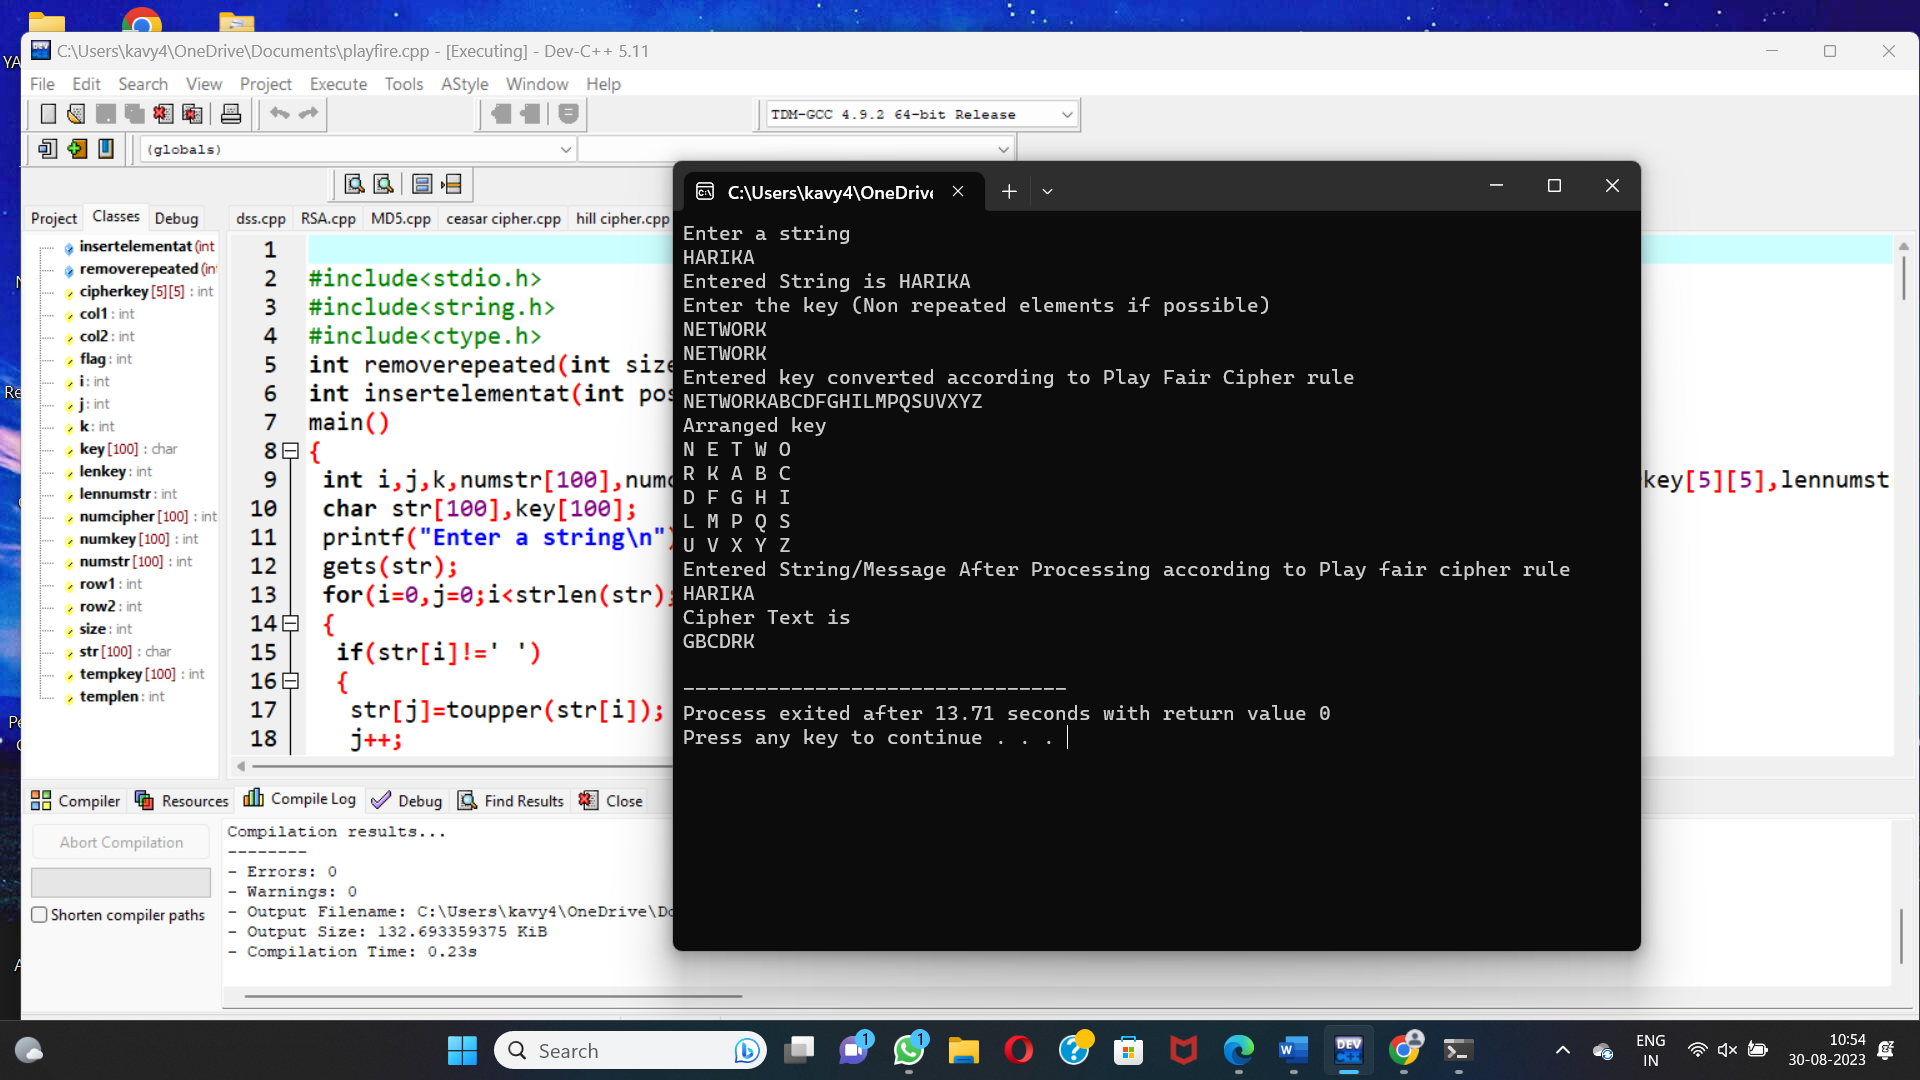 C:\Users\kavy4\OneDrive\Documents\playfire.cpp - [Executing] - Dev-C++ 5.11
File Edit Search View Project Execute Tools AStyle Window Help
TDM-GCC 4.9.2 64-bit Release
(globals)
Project Classes Debug
dss.cpp RSA.cpp MD5.cpp ceasar cipher.cpp hill cipher.cpp
insertelementat (int
removerepeated (int
cipherkey [5][5] : int
col1 : int
col2 : int
flag : int
i : int
j : int
k : int
key [100] : char
lenkey : int
lennumstr : int
numcipher [100] : int
numkey [100] : int
numstr [100] : int
row1 : int
row2 : int
size : int
str [100] : char
tempkey [100] : int
templen : int
1
2 #include<stdio.h>
3 #include<string.h>
4 #include<ctype.h>
5 int removerepeated(int size
6 int insertelementat(int pos
7 main()
8 {
9 int i,j,k,numstr[100],numc
key[5][5],lennumst
10 char str[100],key[100];
11 printf("Enter a string\n")
12 gets(str);
13 for(i=0,j=0;i<strlen(str);
14 {
15 if(str[i]!=' ')
16 {
17 str[j]=toupper(str[i]);
18 j++;
C:\Users\kavy4\OneDrive
Enter a string
HARIKA
Entered String is HARIKA
Enter the key (Non repeated elements if possible)
NETWORK
NETWORK
Entered key converted according to Play Fair Cipher rule
NETWORKABCDFGHILMPQSUVXYZ
Arranged key
N E T W O
R K A B C
D F G H I
L M P Q S
U V X Y Z
Entered String/Message After Processing according to Play fair cipher rule
HARIKA
Cipher Text is
GBCDRK
--------------------------------
Process exited after 13.71 seconds with return value 0
Press any key to continue . . .
Compiler Resources Compile Log Debug Find Results Close
Abort Compilation
Shorten compiler paths
Compilation results...
--------
- Errors: 0
- Warnings: 0
- Output Filename: C:\Users\kavy4\OneDrive\Do
- Output Size: 132.693359375 KiB
- Compilation Time: 0.23s
Search
1
1
DEV
C++
ENG
IN
10:54
30-08-2023